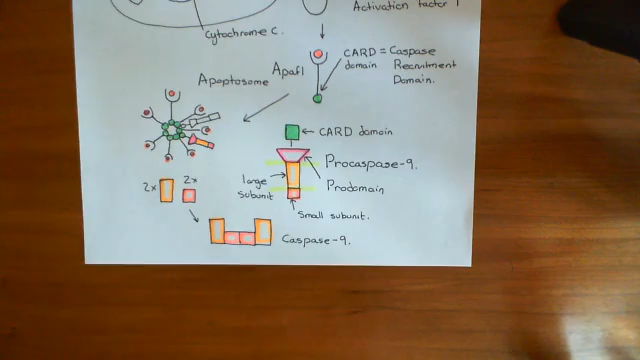 Activation factor 1
Cytochrome c.
Apaf1
CARD = Caspase
domain Recruitment
Domain.
Apoptosome
CARD domain
Procaspase-9.
Prodomain
large
subunit
Small subunit.
2x
2x
Caspase-9.